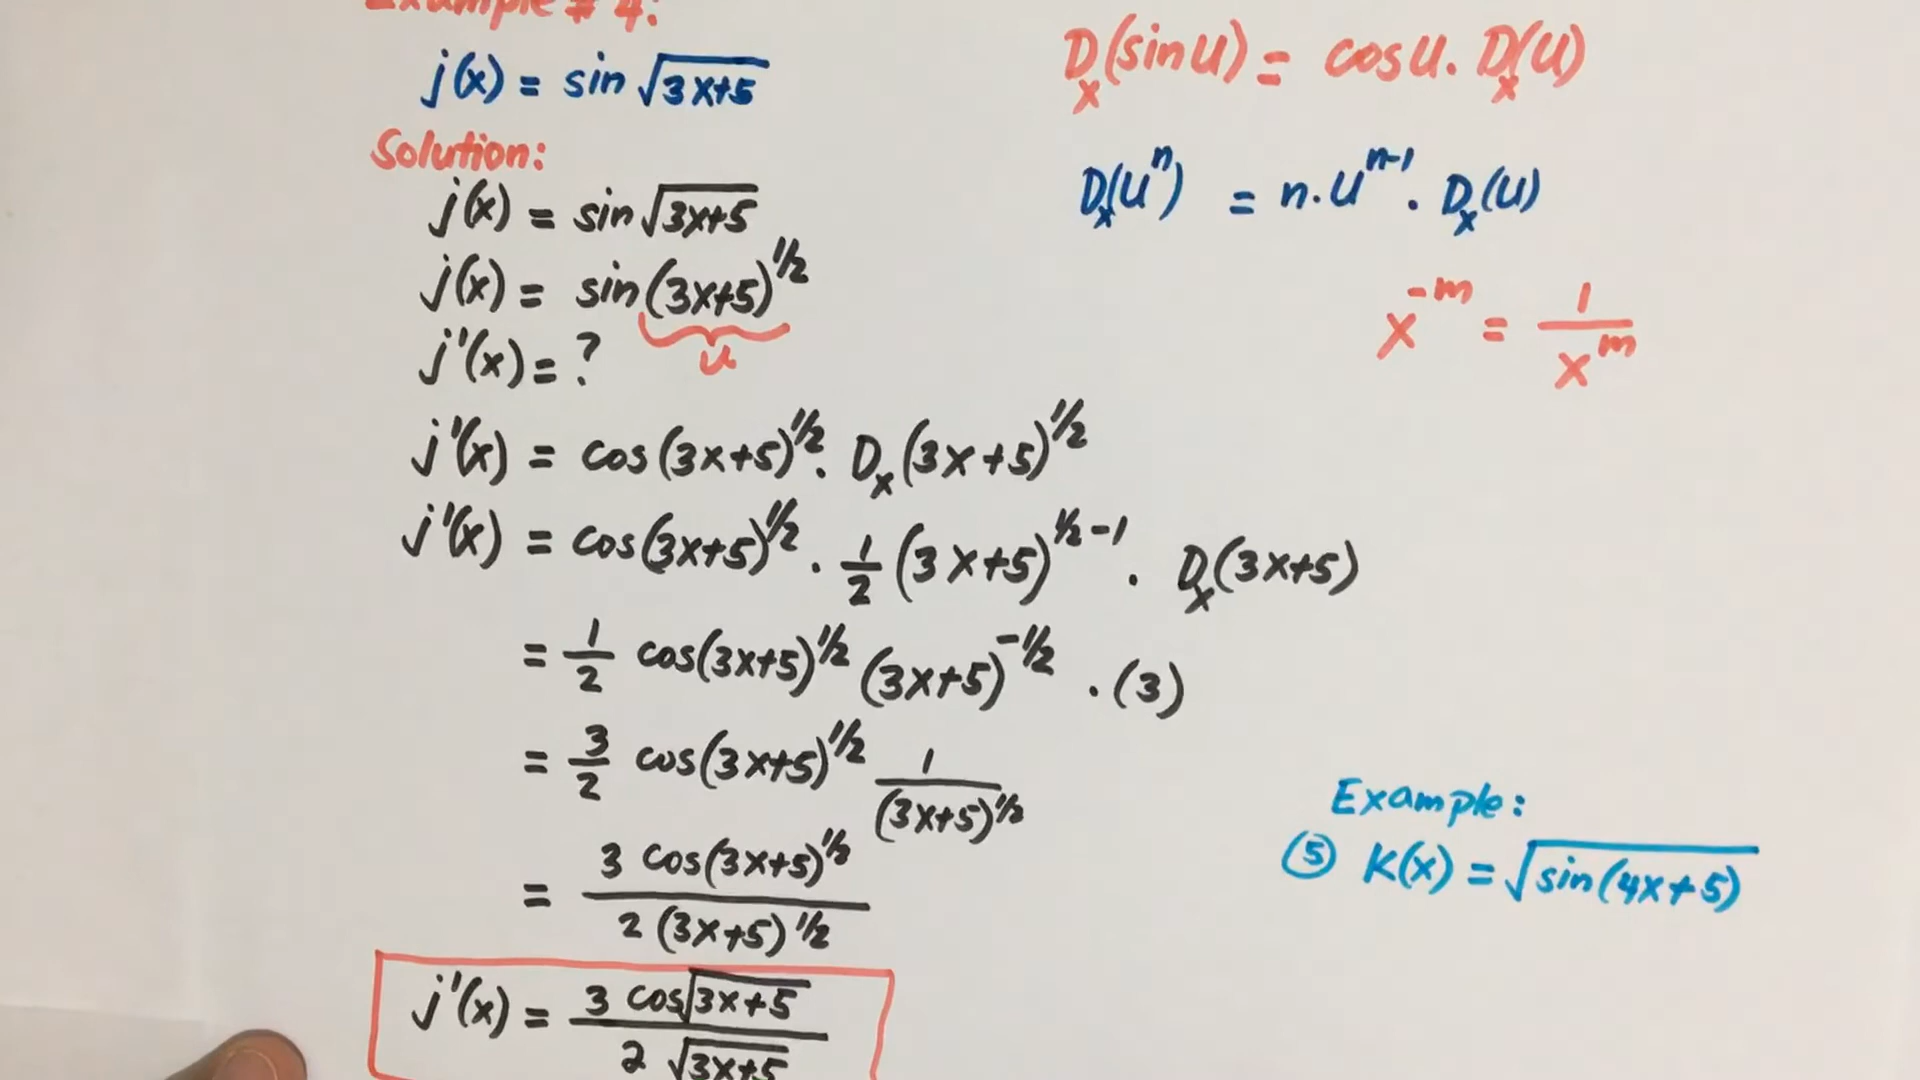 Example # 4:
j(x) = sin √(3x+5)
Solution:
j(x) = sin √(3x+5)
j(x) = sin (3x+5)^1/2
u
j'(x) = ?
j'(x) = cos (3x+5)^1/2 · Dx (3x+5)^1/2
j'(x) = cos (3x+5)^1/2 · 1/2 (3x+5)^1/2-1 · Dx (3x+5)
= 1/2 cos(3x+5)^1/2 (3x+5)^-1/2 · (3)
= 3/2 cos(3x+5)^1/2 1/(3x+5)^1/2
= 3 cos(3x+5)^1/2 / 2 (3x+5)^1/2
j'(x) = 3 cos√(3x+5) / 2 √(3x+5)
Dx(sin u) = cos u · Dx(u)
Dx(u^n) = n · u^n-1 · Dx(u)
x^-m = 1/x^m
Example:
⑤ K(x) = √(sin(4x+5))